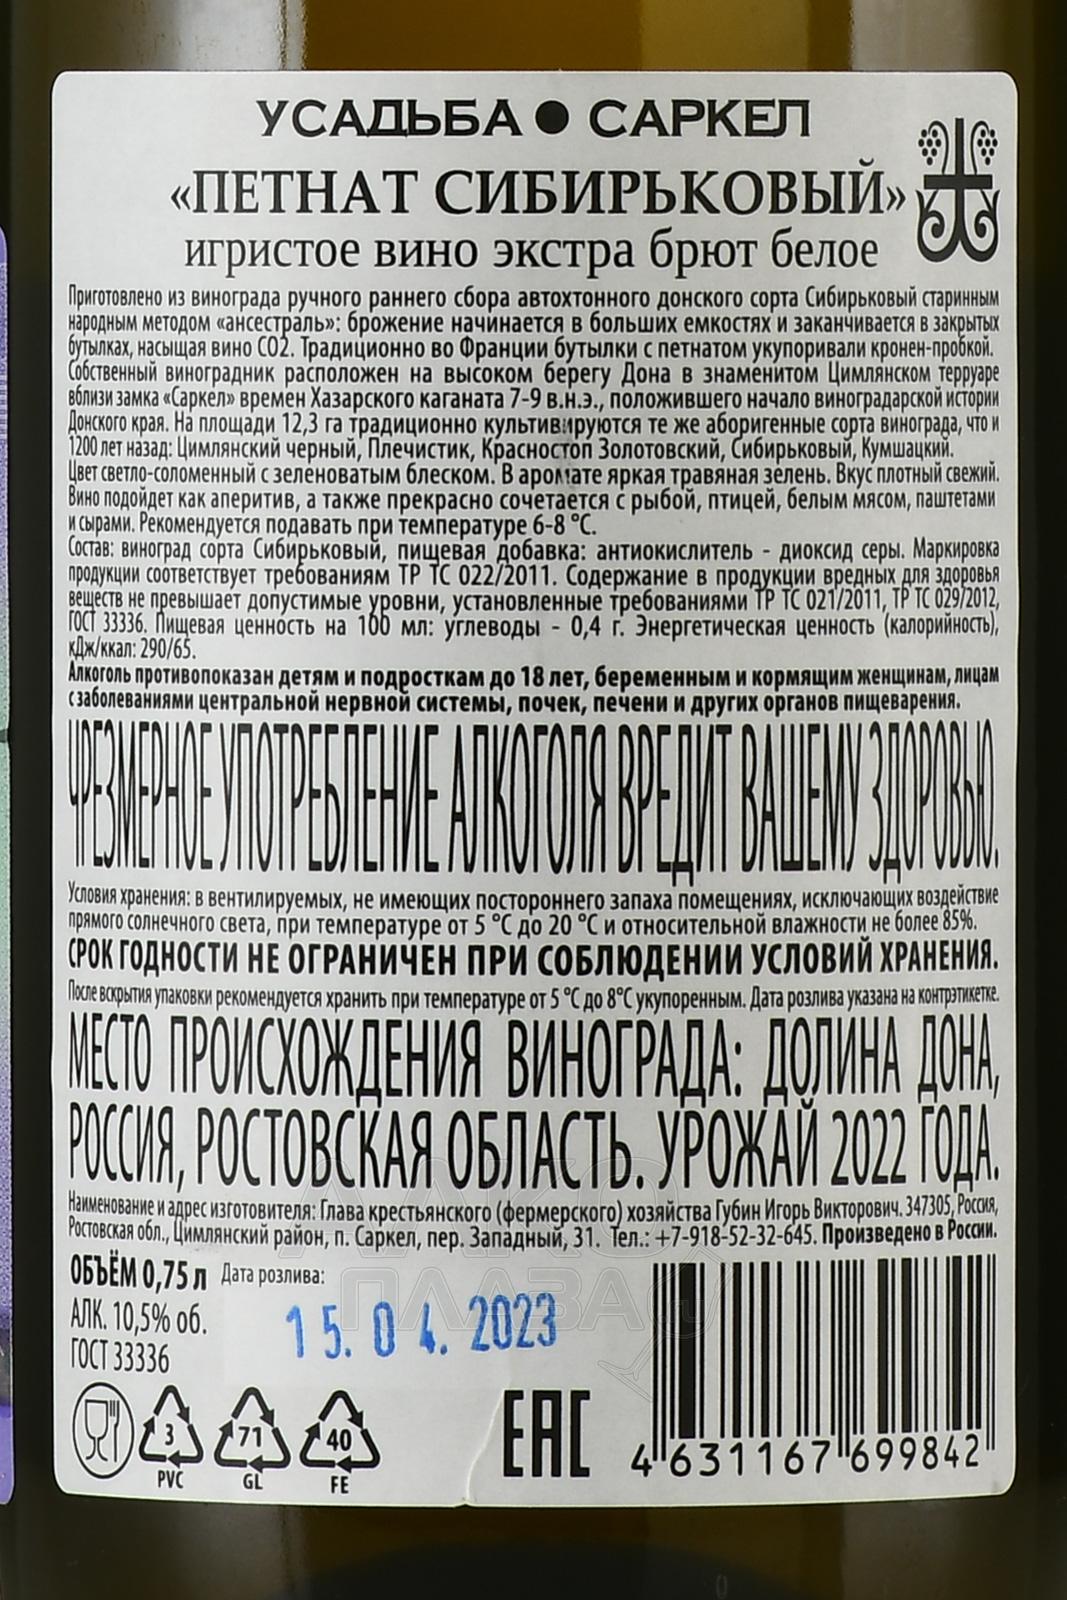 УСАДЬБА ● САРКЕЛ
«ПЕТНАТ СИБИРЬКОВЫЙ»
игристое вино экстра брют белое
Приготовлено из винограда ручного раннего сбора автохтонного донского сорта Сибирьковый старинным
народным методом «ансестраль»: брожение начинается в больших емкостях и заканчивается в закрытых
бутылках, насыщая вино СО2. Традиционно во Франции бутылки с петнатом укупоривали кронен-пробкой.
Собственный виноградник расположен на высоком берегу Дона в знаменитом Цимлянском терруаре
вблизи замка «Саркел» времен Хазарского каганата 7-9 в.н.э., положившего начало виноградарской истории
Донского края. На площади 12,3 га традиционно культивируются те же аборигенные сорта винограда, что и
1200 лет назад: Цимлянский черный, Плечистик, Красностоп Золотовский, Сибирьковый, Кумшацкий.
Цвет светло-соломенный с зеленоватым блеском. В аромате яркая травяная зелень. Вкус плотный свежий.
Вино подойдет как аперитив, а также прекрасно сочетается с рыбой, птицей, белым мясом, паштетами
и сырами. Рекомендуется подавать при температуре 6-8 °С.
Состав: виноград сорта Сибирьковый, пищевая добавка: антиокислитель - диоксид серы. Маркировка
продукции соответствует требованиям ТР ТС 022/2011. Содержание в продукции вредных для здоровья
веществ не превышает допустимые уровни, установленные требованиями ТР ТС 021/2011, ТР ТС 029/2012,
ГОСТ 33336. Пищевая ценность на 100 мл: углеводы - 0,4 г. Энергетическая ценность (калорийность),
кДж/ккал: 290/65.
Алкоголь противопоказан детям и подросткам до 18 лет, беременным и кормящим женщинам, лицам
с заболеваниями центральной нервной системы, почек, печени и других органов пищеварения.
ЧРЕЗМЕРНОЕ УПОТРЕБЛЕНИЕ АЛКОГОЛЯ ВРЕДИТ ВАШЕМУ ЗДОРОВЬЮ.
Условия хранения: в вентилируемых, не имеющих постороннего запаха помещениях, исключающих воздействие
прямого солнечного света, при температуре от 5 °С до 20 °С и относительной влажности не более 85%.
СРОК ГОДНОСТИ НЕ ОГРАНИЧЕН ПРИ СОБЛЮДЕНИИ УСЛОВИЙ ХРАНЕНИЯ.
После вскрытия упаковки рекомендуется хранить при температуре от 5 °С до 8°С укупоренным. Дата розлива указана на контрэтикетке.
МЕСТО ПРОИСХОЖДЕНИЯ ВИНОГРАДА: ДОЛИНА ДОНА,
РОССИЯ, РОСТОВСКАЯ ОБЛАСТЬ. УРОЖАЙ 2022 ГОДА.
Наименование и адрес изготовителя: Глава крестьянского (фермерского) хозяйства Губин Игорь Викторович. 347305, Россия,
Ростовская обл., Цимлянский район, п. Саркел, пер. Западный, 31. Тел.: +7-918-52-32-645. Произведено в России.
ОБЪЁМ 0,75 л Дата розлива:
АЛК. 10,5% об.
ГОСТ 33336
15.04.2023
АЛКО
ПЛАЗА
3
PVC
71
GL
40
FE
ЕАС
4 631167 699842